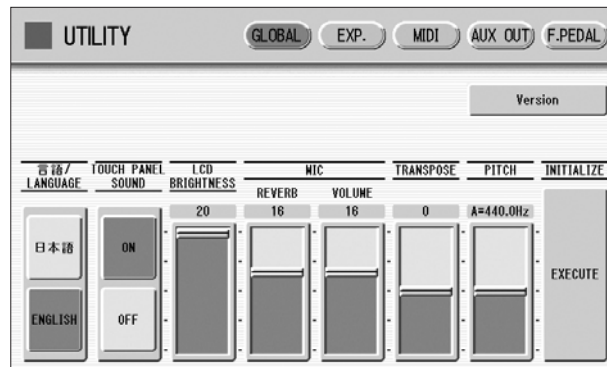 UTILITY
GLOBAL EXP. MIDI AUX OUT F.PEDAL
Version
言語/ TOUCH PANEL LCD MIC TRANSPOSE PITCH INITIALIZE
LANGUAGE SOUND BRIGHTNESS
REVERB VOLUME
20 16 16 0 A=440.0Hz
日本語 ON
EXECUTE
ENGLISH OFF